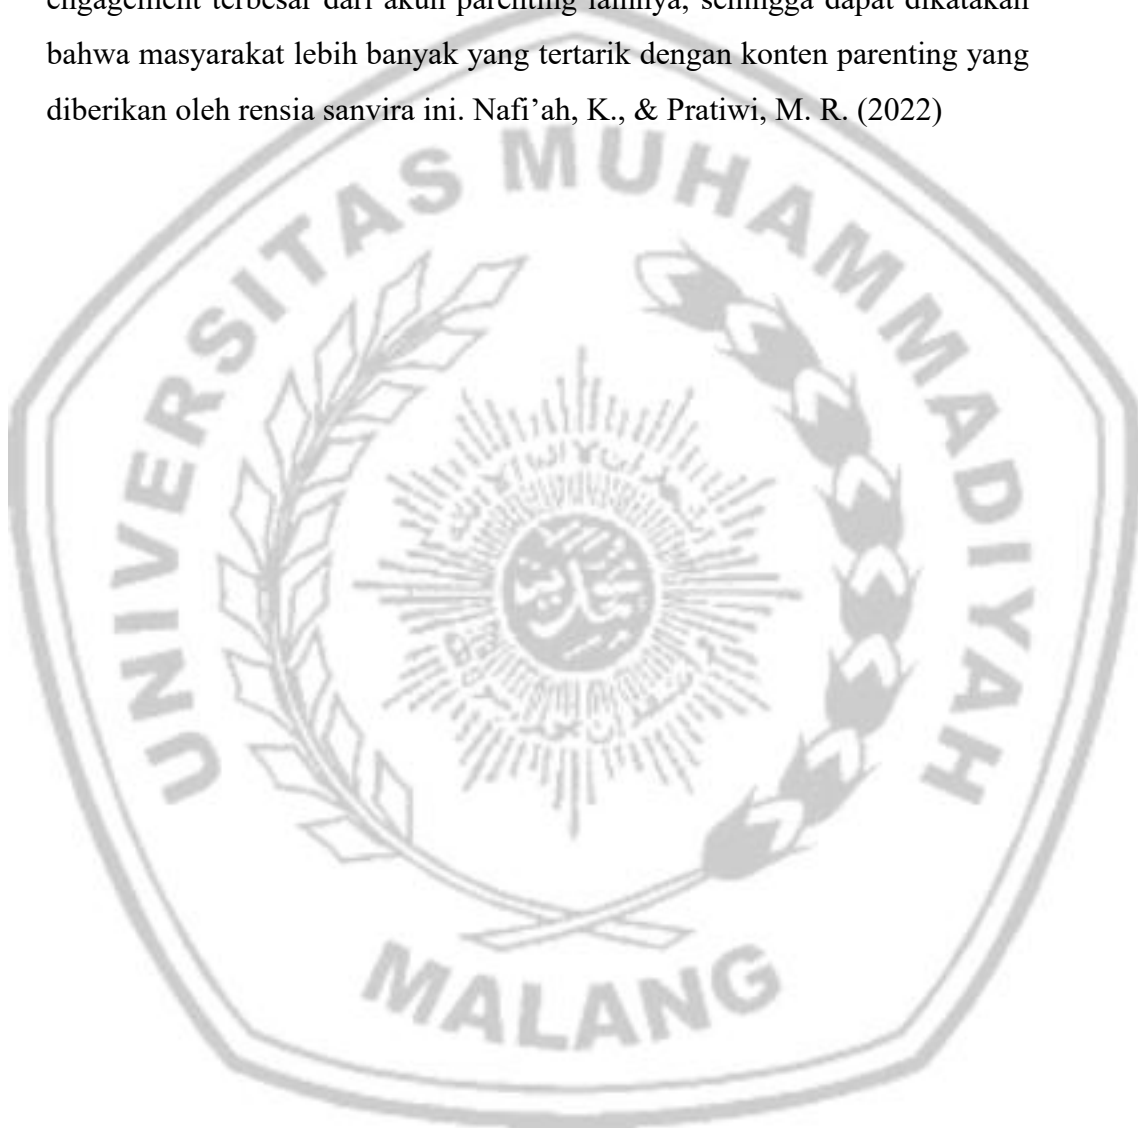 engagement terbesar dari akun parenting lainnya, sehingga dapat dikatakan
bahwa masyarakat lebih banyak yang tertarik dengan konten parenting yang
diberikan oleh rensia sanvira ini. Nafi’ah, K., & Pratiwi, M. R. (2022)
UNIVERSITAS MUHAMMADIYAH
MALANG